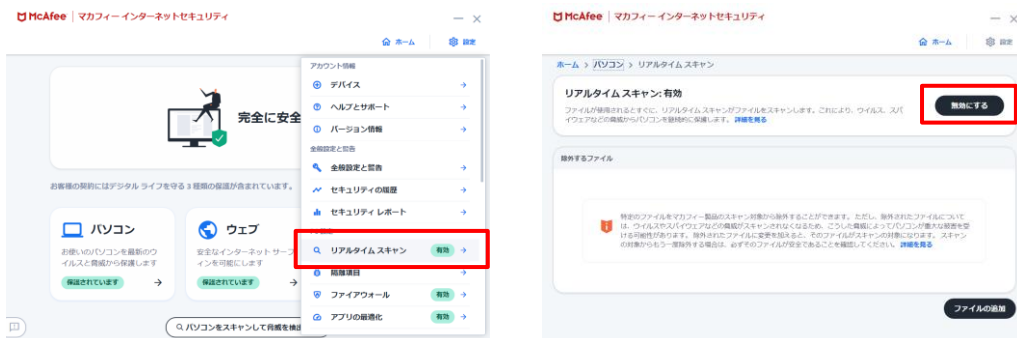 McAfee | マカフィー インターネットセキュリティ
ホーム
設定
完全に安全
お客様の契約にはデジタル ライフを守る 3 種類の保護が含まれています。
パソコン
お使いのパソコンを最新のウ
イルスと脅威から保護します
保護されています
ウェブ
安全なインターネット サーフ
ィンを可能にします
保護されています
パソコンをスキャンして脅威を検出
アカウント情報
デバイス
ヘルプとサポート
バージョン情報
全般設定と警告
全般設定と警告
セキュリティの履歴
セキュリティ レポート
リアルタイム スキャン 有効
隔離項目
ファイアウォール 有効
アプリの最適化 有効
McAfee | マカフィー インターネットセキュリティ
ホーム
設定
ホーム > パソコン > リアルタイム スキャン
リアルタイム スキャン: 有効
ファイルが使用されるとすぐに、リアルタイム スキャンがファイルをスキャンします。これにより、ウイルス、スパ
イウェアなどの脅威からパソコンを継続的に保護します。 詳細を見る
無効にする
除外するファイル
特定のファイルをマカフィー製品のスキャン対象から除外することができます。 ただし、除外されたファイルについて
は、ウイルスやスパイウェアなどの脅威がスキャンされなくなるため、こうした脅威によってパソコンが重大な被害を受
ける可能性があります。 除外されたファイルに変更を加えると、そのファイルがスキャンの対象になります。 スキャン
の対象からもう一度除外する場合は、必ずそのファイルが安全であることを確認してください。 詳細を見る
ファイルの追加